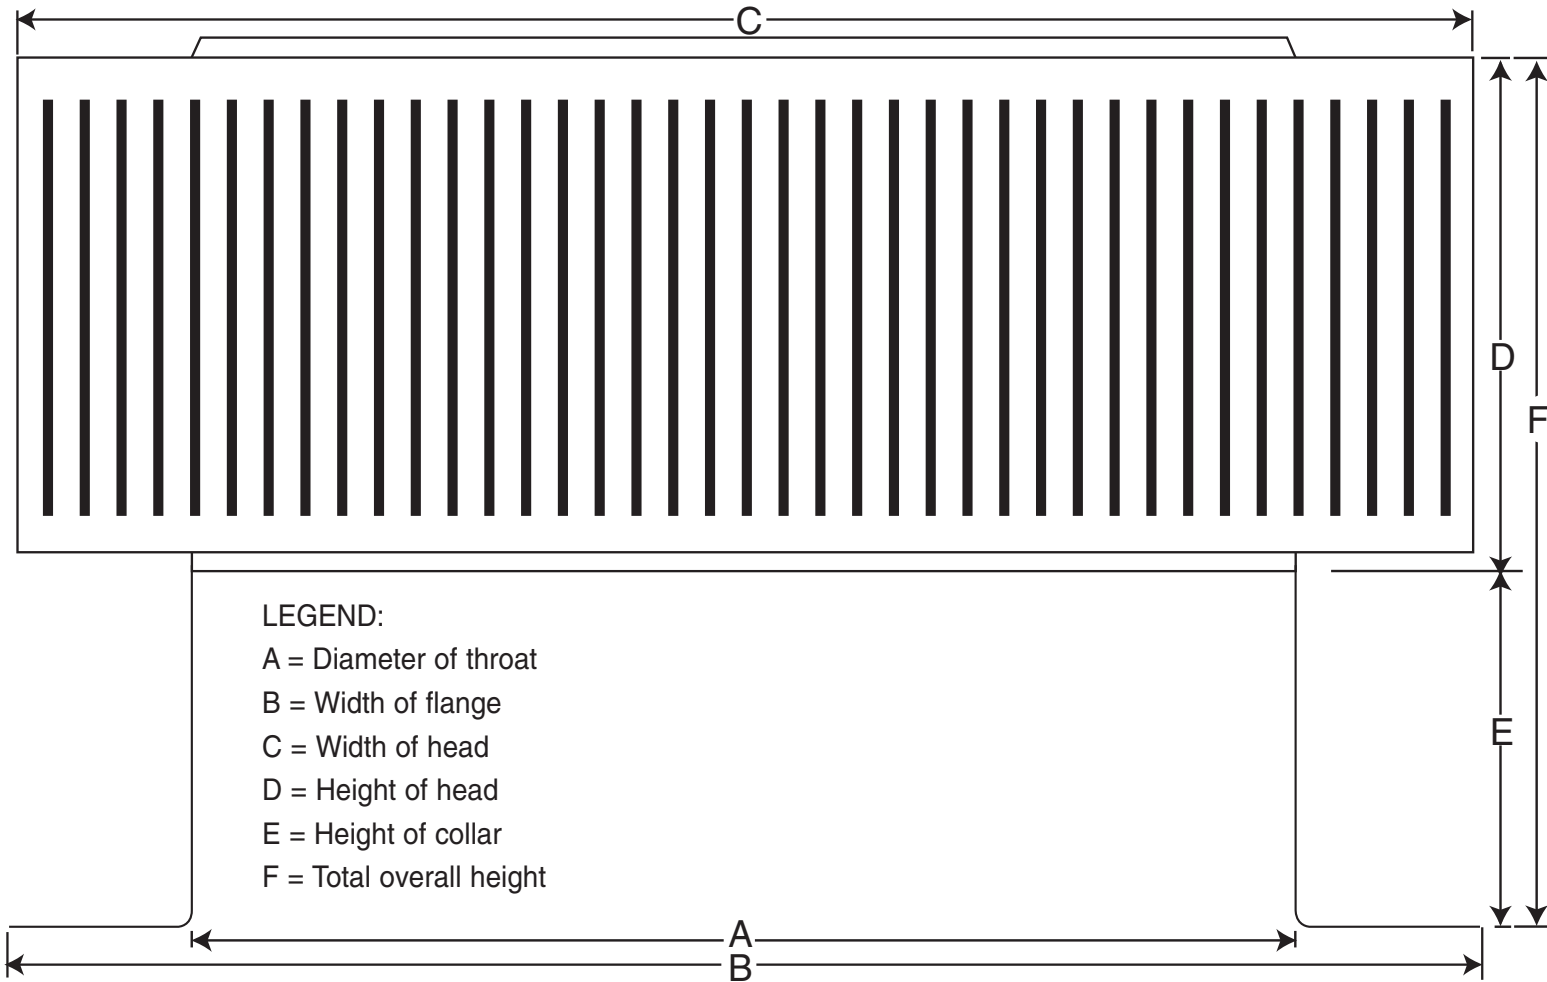 C
D
F
LEGEND:
A = Diameter of throat
B = Width of flange
C = Width of head
D = Height of head
E = Height of collar
F = Total overall height
E
A
B